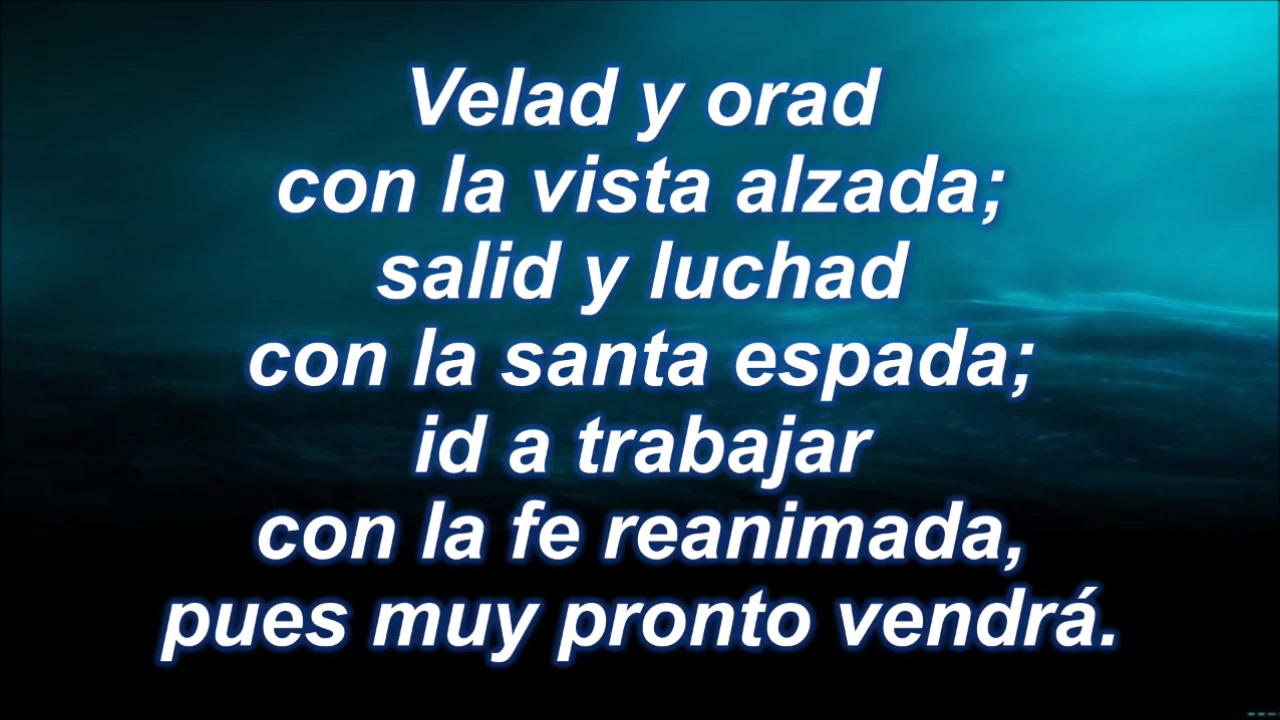 Velad y orad
con la vista alzada;
salid y luchad
con la santa espada;
id a trabajar
con la fe reanimada,
pues muy pronto vendrá.